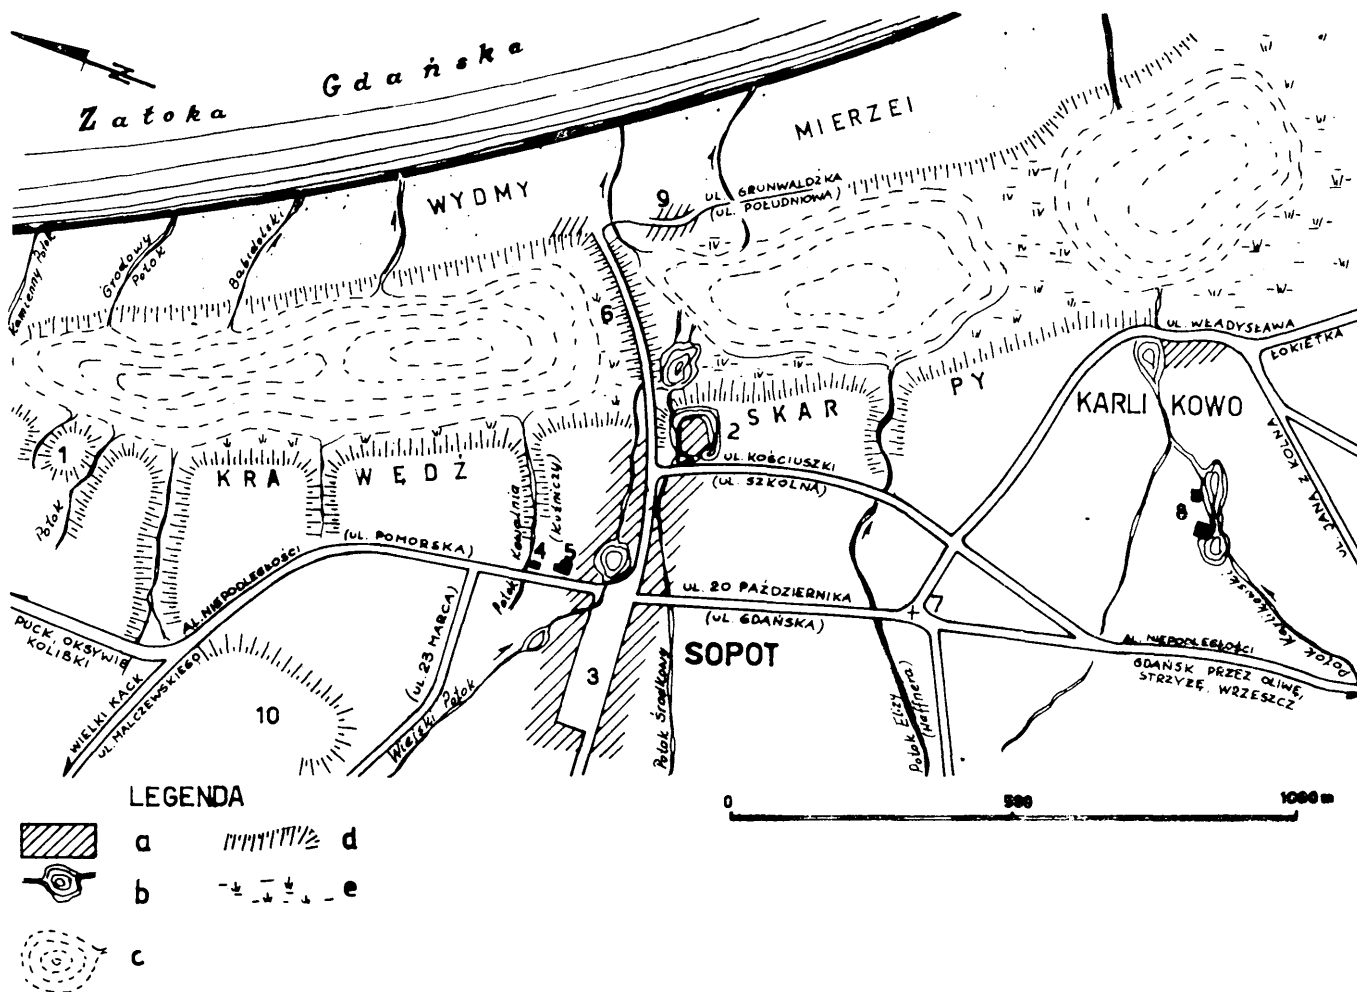 N
Zatoka Gdańska
WYDMY
MIERZEI
Kamienny Potok
Grodowy
Potok
Babidolski
9
UL. GRUNWALDZKA
(UL. POŁUDNIOWA)
6
1
KRA
WĘDŹ
SKAR
PY
2
UL. KOŚCIUSZKI
(UL. SZKOLNA)
UL. WŁADYSŁAWA
ŁOKIETKA
KARLIKOWO
UL. JANA Z KOLNA
8
Potok
Potok Kowalnia
(Kuźniczy)
4
5
(UL. POMORSKA)
AL. NIEPODLEGŁOŚCI
PUCK, OKSYWIE
KOLIBKI
WIELKI KACK
UL. MALCZEWSKIEGO
(UL. 23 MARCA)
Wiejski Potok
10
3
UL. 20 PAŹDZIERNIKA
(UL. GDAŃSKA)
SOPOT
Potok Środkowy
Potok Elizy
(Haffnera)
AL. NIEPODLEGŁOŚCI
GDAŃSK PRZEZ OLIWĘ,
STRZYŻĘ, WRZESZCZ
Potok Karlikowski
LEGENDA
a
b
c
d
e
0 500 1000 m